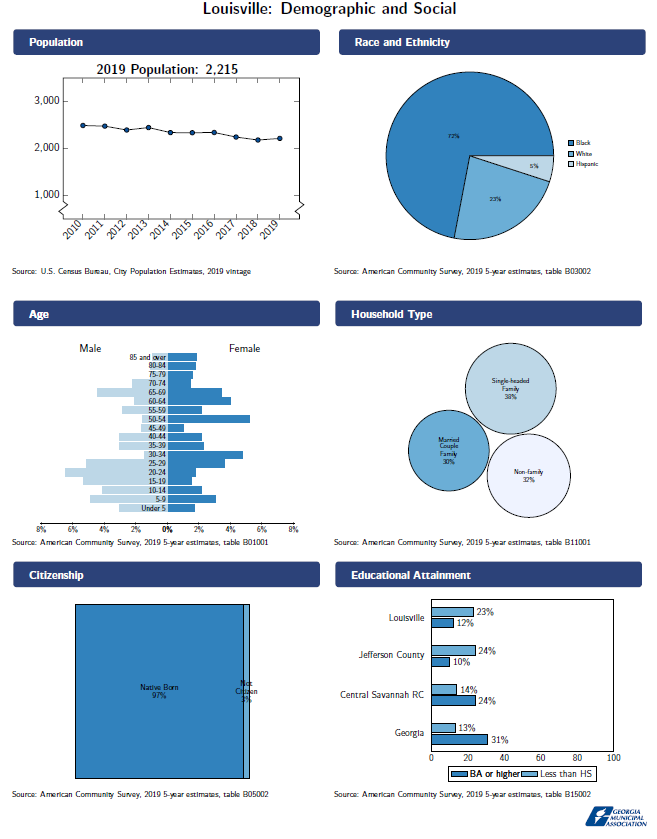 Louisville: Demographic and Social
Population
2019 Population: 2,215
3,000
2,000
1,000
2010
2011
2012
2013
2014
2015
2016
2017
2018
2019
Source: U.S. Census Bureau, City Population Estimates, 2019 vintage
Race and Ethnicity
72%
23%
5%
Black
White
Hispanic
Source: American Community Survey, 2019 5-year estimates, table B03002
Age
Male
Female
85 and over
80-84
75-79
70-74
65-69
60-64
55-59
50-54
45-49
40-44
35-39
30-34
25-29
20-24
15-19
10-14
5-9
Under 5
8%
6%
4%
2%
0%
2%
4%
6%
8%
Source: American Community Survey, 2019 5-year estimates, table B01001
Household Type
Single-headed
Family
38%
Married
Couple
Family
30%
Non-family
32%
Source: American Community Survey, 2019 5-year estimates, table B11001
Citizenship
Native Born
97%
Not
Citizen
3%
Source: American Community Survey, 2019 5-year estimates, table B05002
Educational Attainment
Louisville
23%
12%
Jefferson County
24%
10%
Central Savannah RC
14%
24%
Georgia
13%
31%
0
20
40
60
80
100
BA or higher
Less than HS
Source: American Community Survey, 2019 5-year estimates, table B15002
GEORGIA
MUNICIPAL
ASSOCIATION